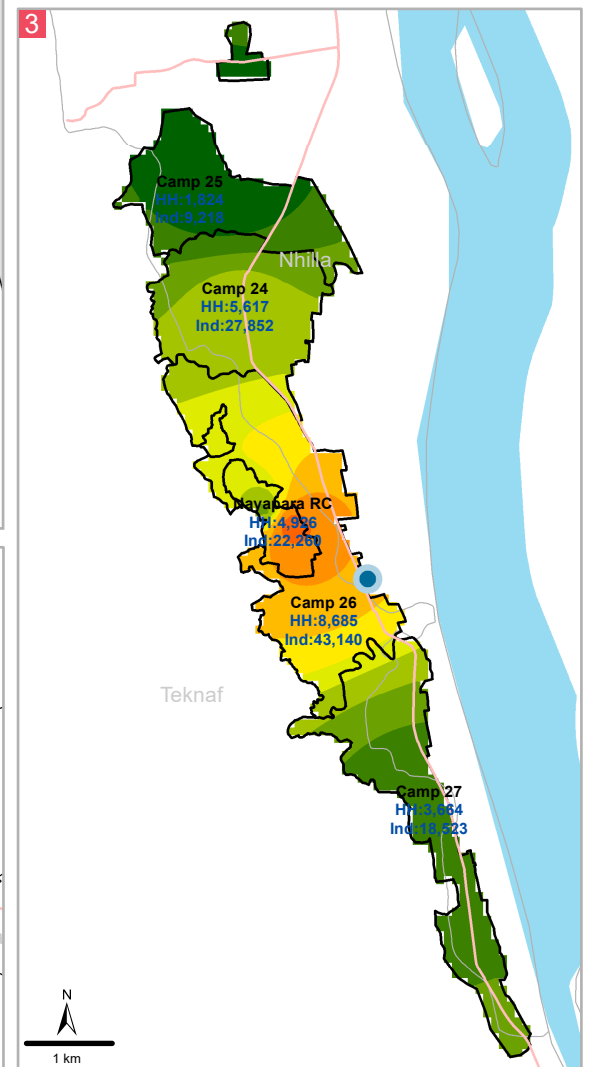 3
Camp 25
HH:1,824
Ind:9,218
Nhilla
Camp 24
HH:5,617
Ind:27,852
Nayapara RC
HH:4,926
Ind:22,260
Camp 26
HH:8,685
Ind:43,140
Teknaf
Camp 27
HH:3,664
Ind:18,523
N
1 km